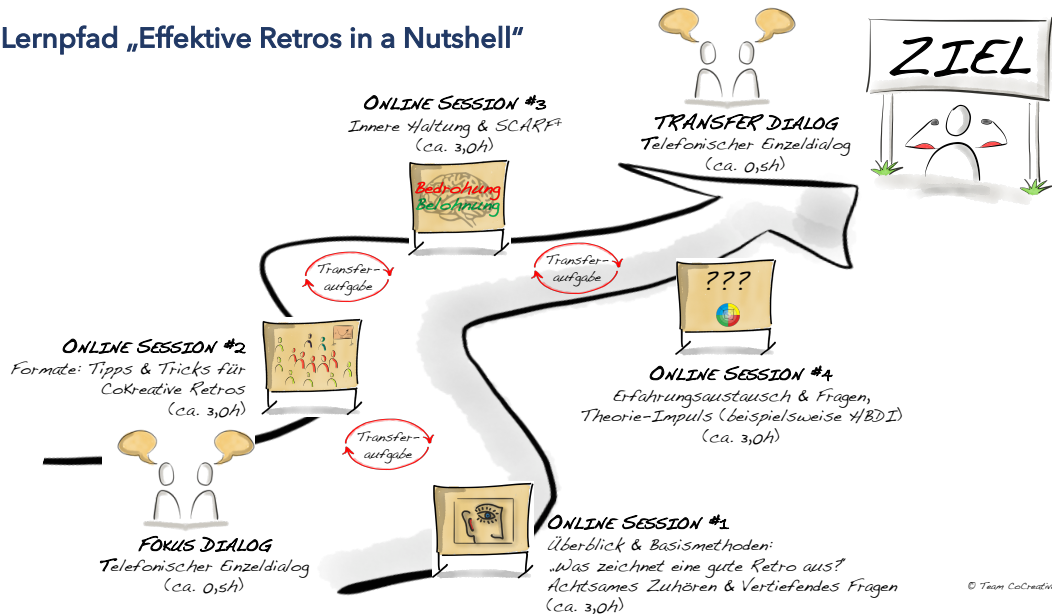 Lernpfad „Effektive Retros in a Nutshell“
ZIEL
ONLINE SESSION #3
Innere Haltung & SCARF+
(ca. 3,0h)
Bedrohung
Belohnung
TRANSFER DIALOG
Telefonischer Einzeldialog
(ca. 0,5h)
Transfer-
aufgabe
Transfer-
aufgabe
???
ONLINE SESSION #2
Formate: Tipps & Tricks für
CoKreative Retros
(ca. 3,0h)
ONLINE SESSION #4
Erfahrungsaustausch & Fragen,
Theorie-Impuls (beispielsweise HBDI)
(ca. 3,0h)
Transfer-
aufgabe
FOKUS DIALOG
Telefonischer Einzeldialog
(ca. 0,5h)
ONLINE SESSION #1
Überblick & Basismethoden:
„Was zeichnet eine gute Retro aus?“
Achtsames Zuhören & Vertiefendes Fragen
(ca. 3,0h)
© Team CoCreativ